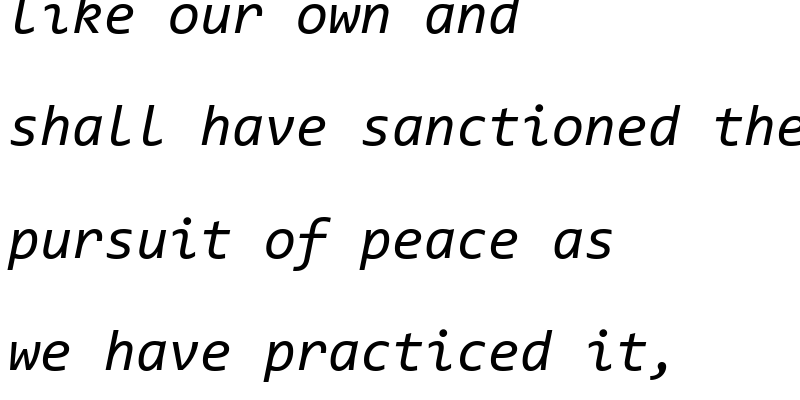 like our own and
shall have sanctioned the
pursuit of peace as
we have practiced it,